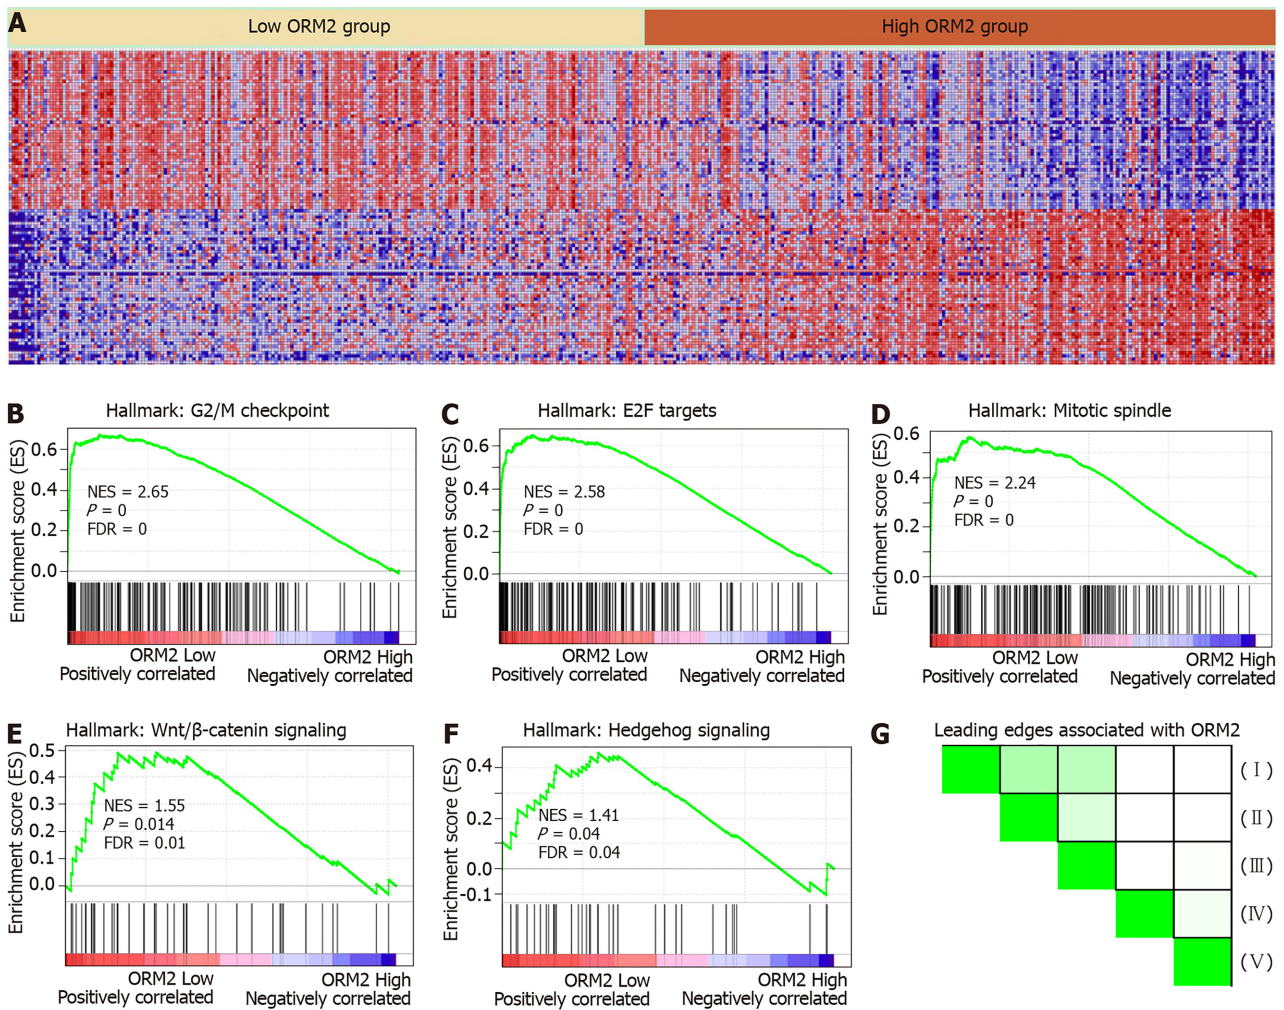 A
Low ORM2 group
High ORM2 group
B
Hallmark: G2/M checkpoint
Enrichment score (ES)
0.6
0.4
0.2
0.0
NES = 2.65
P = 0
FDR = 0
ORM2 Low
Positively correlated
ORM2 High
Negatively correlated
C
Hallmark: E2F targets
Enrichment score (ES)
0.6
0.4
0.2
0.0
NES = 2.58
P = 0
FDR = 0
ORM2 Low
Positively correlated
ORM2 High
Negatively correlated
D
Hallmark: Mitotic spindle
Enrichment score (ES)
0.6
0.4
0.2
0.0
NES = 2.24
P = 0
FDR = 0
ORM2 Low
Positively correlated
ORM2 High
Negatively correlated
E
Hallmark: Wnt/β-catenin signaling
Enrichment score (ES)
0.5
0.4
0.3
0.2
0.1
0.0
NES = 1.55
P = 0.014
FDR = 0.01
ORM2 Low
Positively correlated
ORM2 High
Negatively correlated
F
Hallmark: Hedgehog signaling
Enrichment score (ES)
0.4
0.2
0.0
-0.1
NES = 1.41
P = 0.04
FDR = 0.04
ORM2 Low
Positively correlated
ORM2 High
Negatively correlated
G
Leading edges associated with ORM2
(Ⅰ)
(Ⅱ)
(Ⅲ)
(Ⅳ)
(Ⅴ)